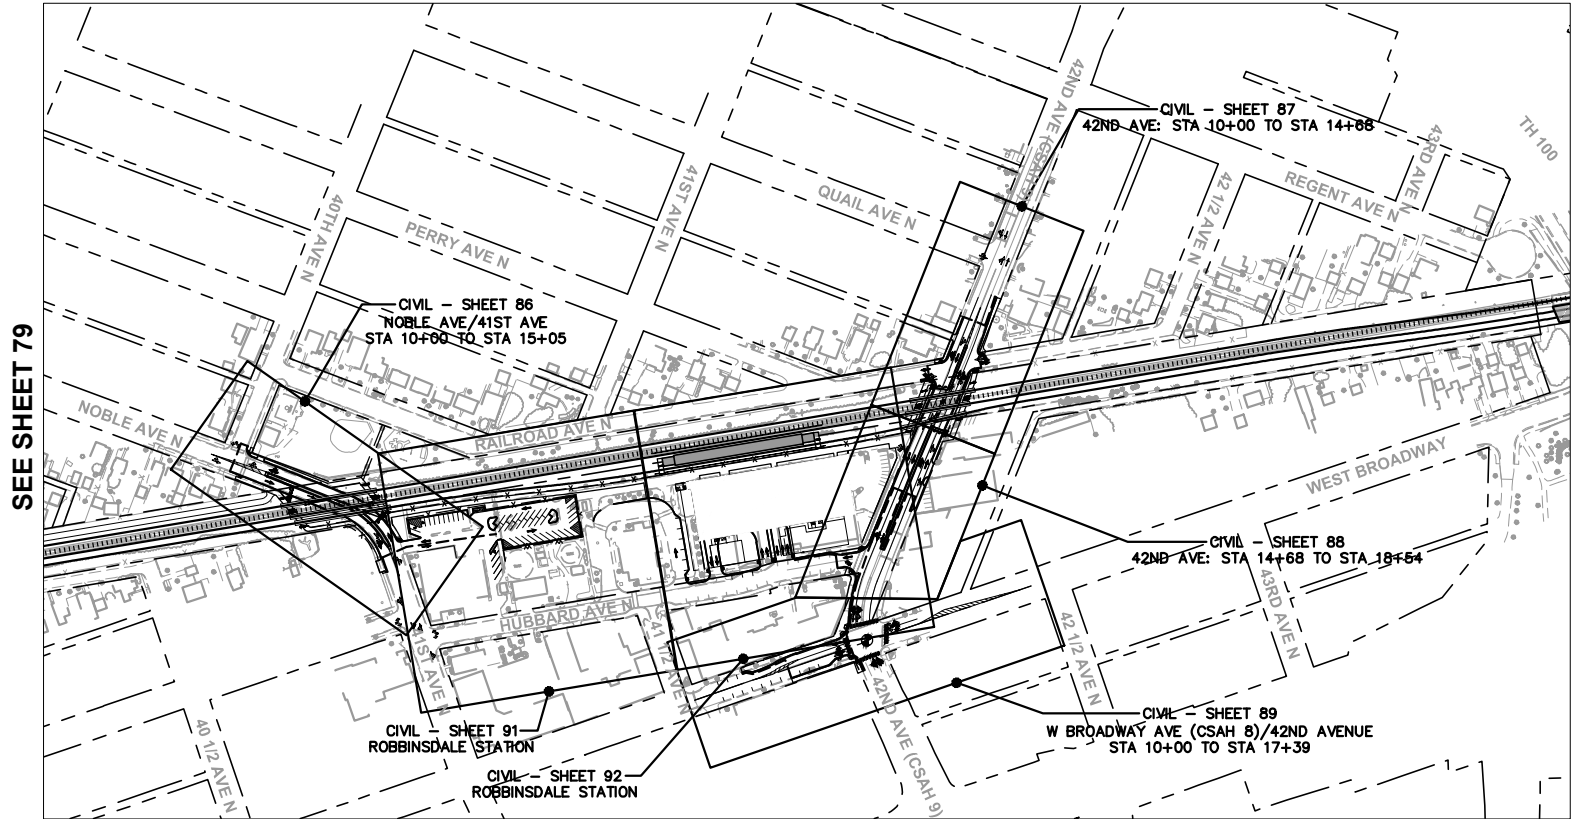 SEE SHEET 79
CIVIL – SHEET 87
42ND AVE: STA 10+00 TO STA 14+68
42ND AVE (CSAH 9)
43RD AVE N
TH 100
REGENT AVE N
42 1/2 AVE N
41ST AVE N
QUAIL AVE N
40TH AVE N
PERRY AVE N
CIVIL – SHEET 86
NOBLE AVE/41ST AVE
STA 10+00 TO STA 15+05
NOBLE AVE N
RAILROAD AVE N
WEST BROADWAY
CIVIL – SHEET 88
42ND AVE: STA 14+68 TO STA 18+54
HUBBARD AVE N
41 1/2 AVE N
ST AVE N
42 1/2 AVE N
43RD AVE N
40 1/2 AVE N
42ND AVE (CSAH 9)
CIVIL – SHEET 91
ROBBINSDALE STATION
CIVIL – SHEET 92
ROBBINSDALE STATION
CIVIL – SHEET 89
W BROADWAY AVE (CSAH 8)/42ND AVENUE
STA 10+00 TO STA 17+39
1